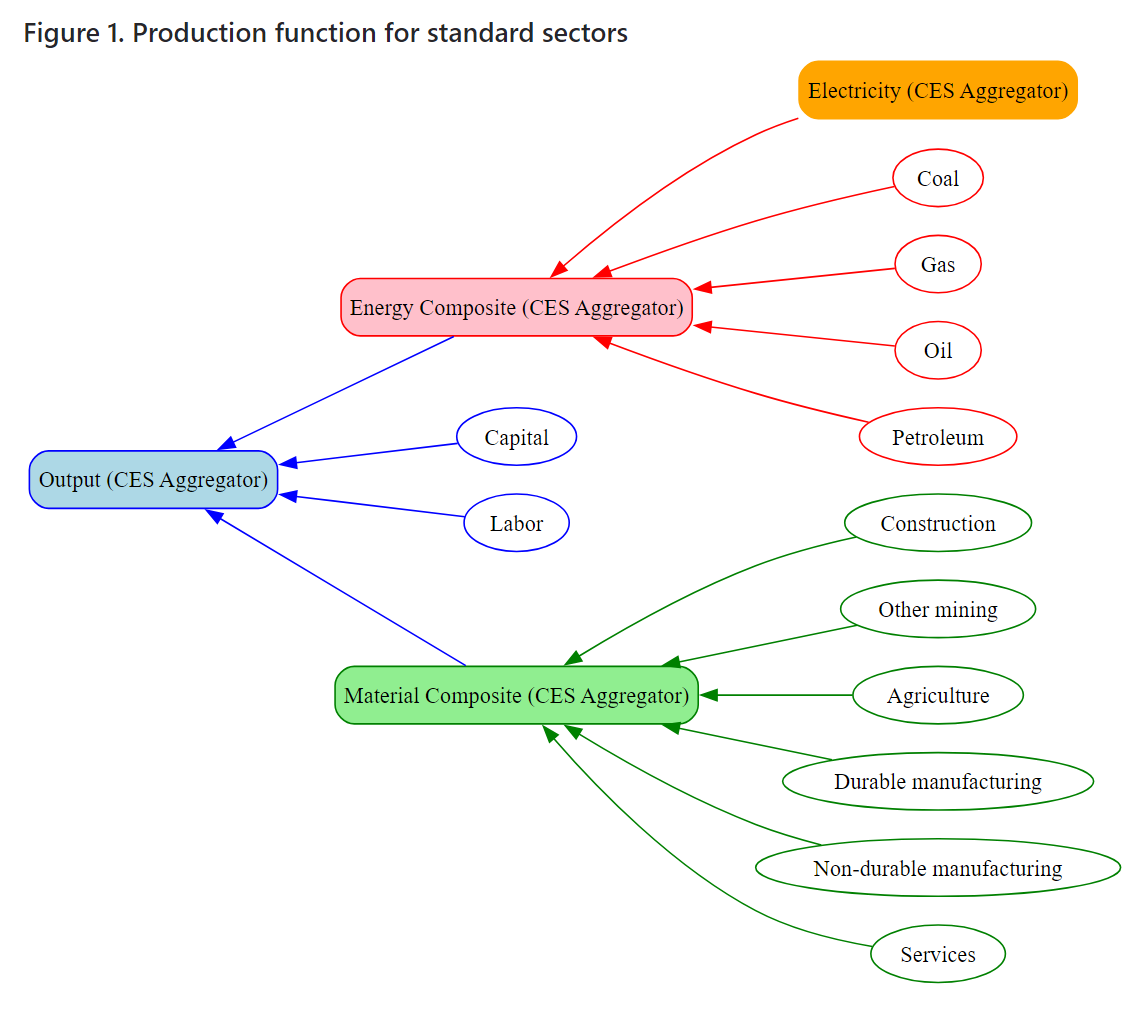 Figure 1. Production function for standard sectors
Electricity (CES Aggregator)
Coal
Gas
Energy Composite (CES Aggregator)
Oil
Petroleum
Capital
Output (CES Aggregator)
Labor
Construction
Other mining
Material Composite (CES Aggregator)
Agriculture
Durable manufacturing
Non-durable manufacturing
Services